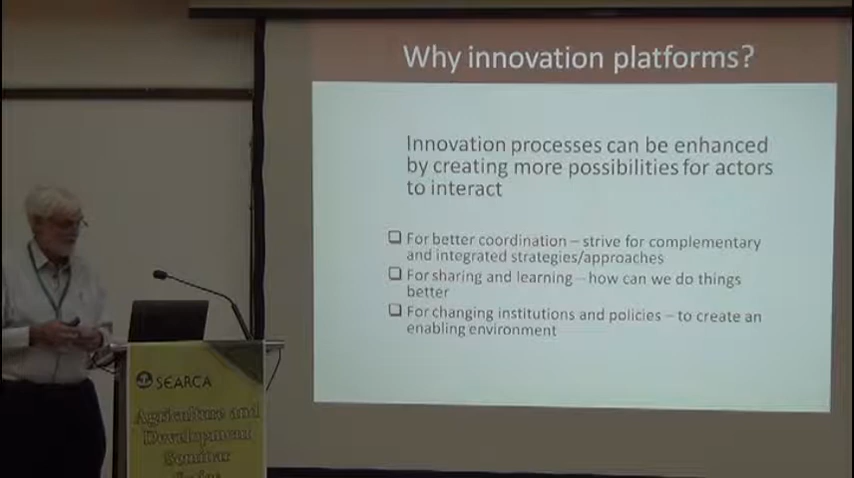 Why innovation platforms?
Innovation processes can be enhanced
by creating more possibilities for actors
to interact
For better coordination – strive for complementary
and integrated strategies/approaches
For sharing and learning – how can we do things
better
For changing institutions and policies – to create an
enabling environment
SEARCA
Agriculture and
Development
Seminar